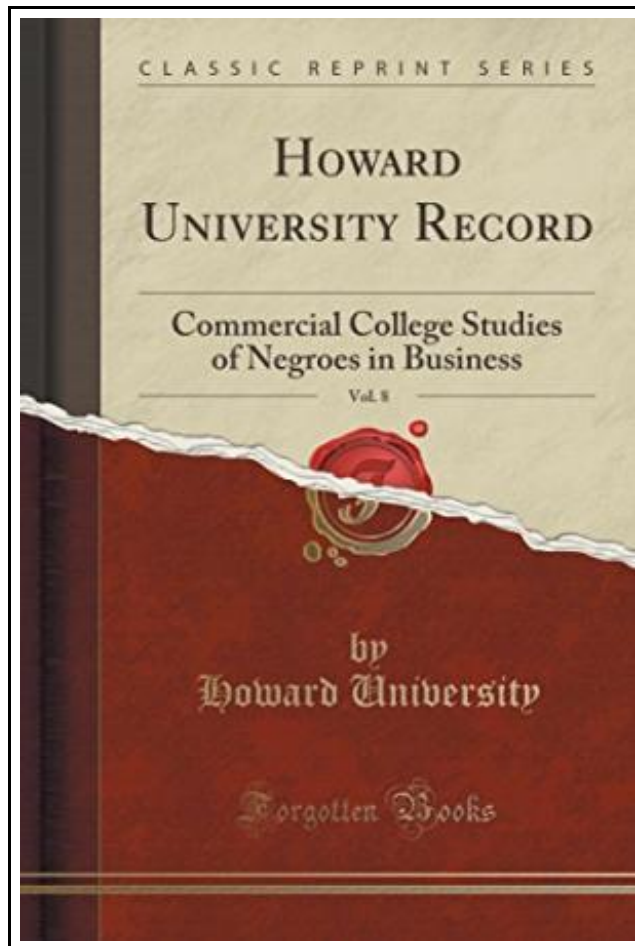 CLASSIC REPRINT SERIES
HOWARD
UNIVERSITY RECORD
Commercial College Studies
of Negroes in Business
Vol. 8
by
Howard University
Forgotten Books